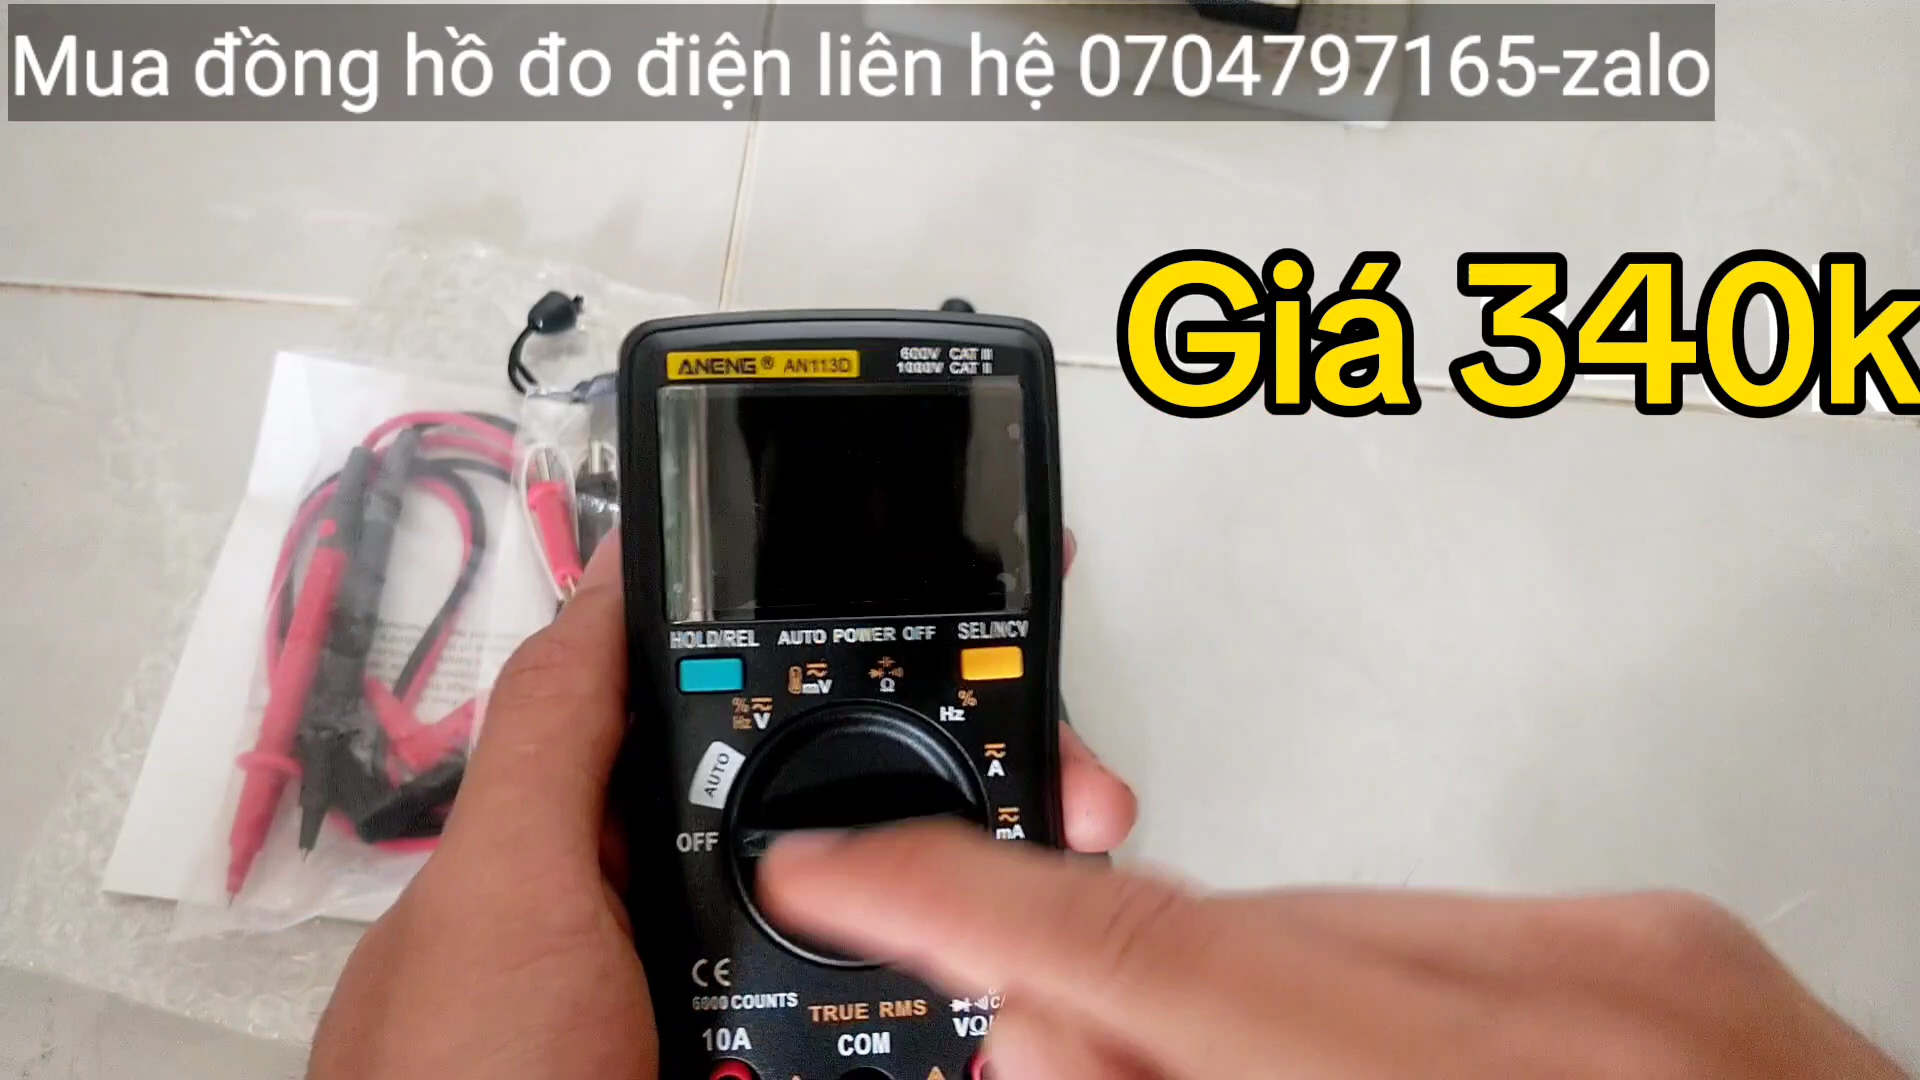 Mua đồng hồ đo điện liên hệ 0704797165-zalo
Giá 340k
ANENG® AN113D
600V CAT III
1000V CAT II
HOLD/REL AUTO POWER OFF SEL/NCV
mV
Ω
% Hz V
Hz %
AUTO
A
OFF
mA
CE
6000 COUNTS
TRUE RMS
10A
COM